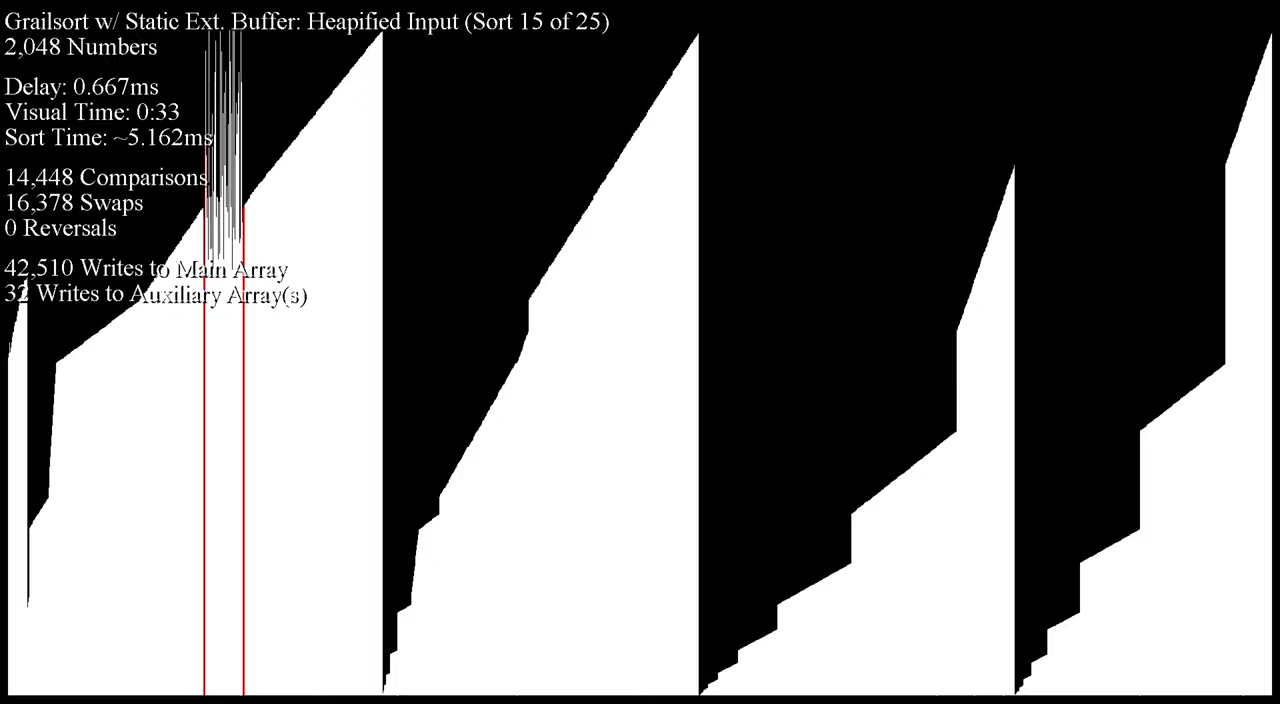 Grailsort w/ Static Ext. Buffer: Heapified Input (Sort 15 of 25)
2,048 Numbers
Delay: 0.667ms
Visual Time: 0:33
Sort Time: ~5.162ms
14,448 Comparisons
16,378 Swaps
0 Reversals
42,510 Writes to Main Array
32 Writes to Auxiliary Array(s)